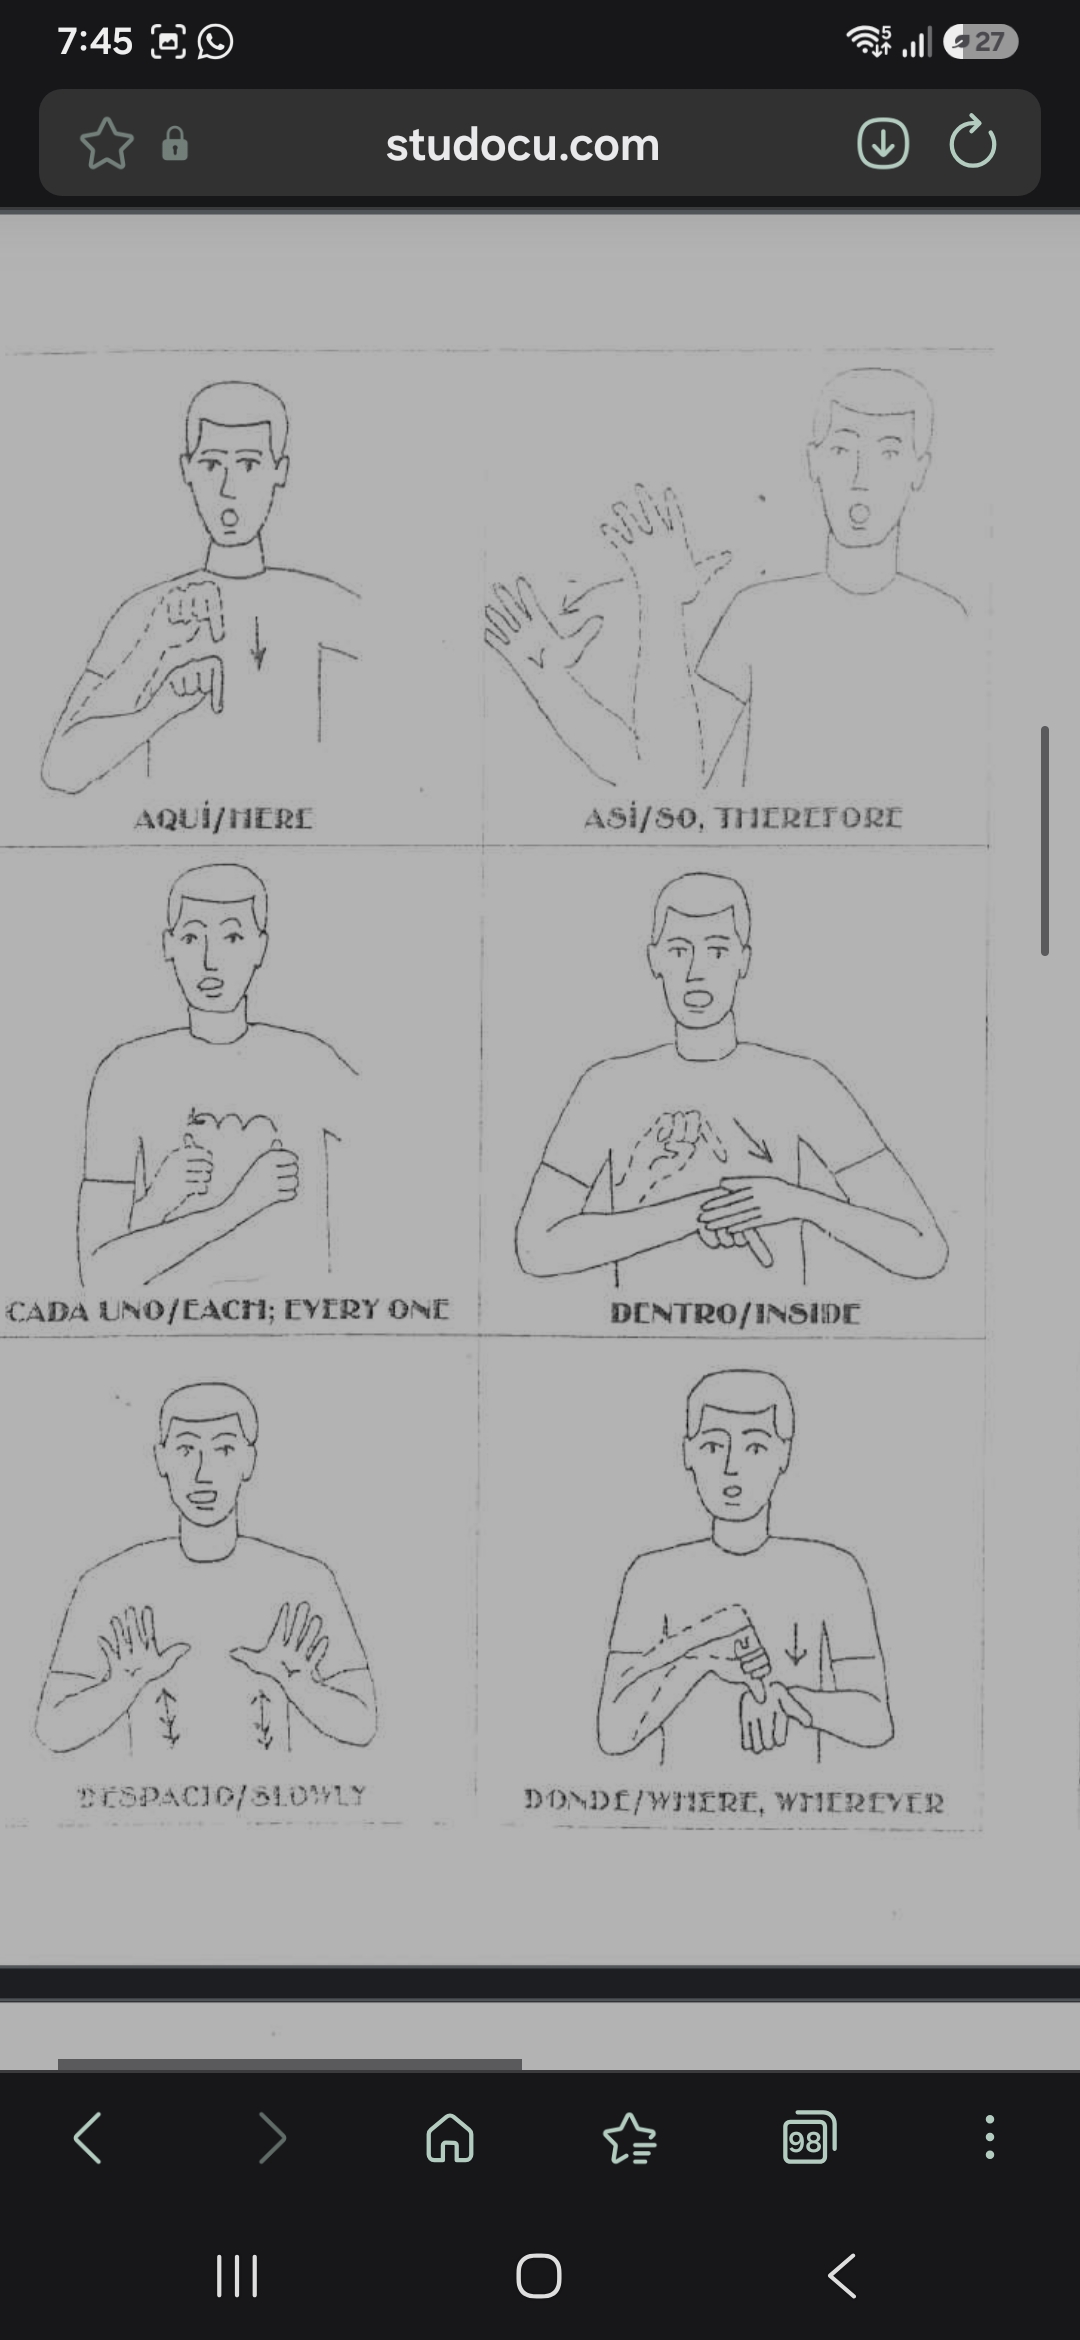 7:45
5
27
studocu.com
AQUÍ/HERE
ASÍ/SO, THEREFORE
CADA UNO/EACH; EVERY ONE
DENTRO/INSIDE
DESPACIO/SLOWLY
DONDE/WHERE, WHEREVER
98